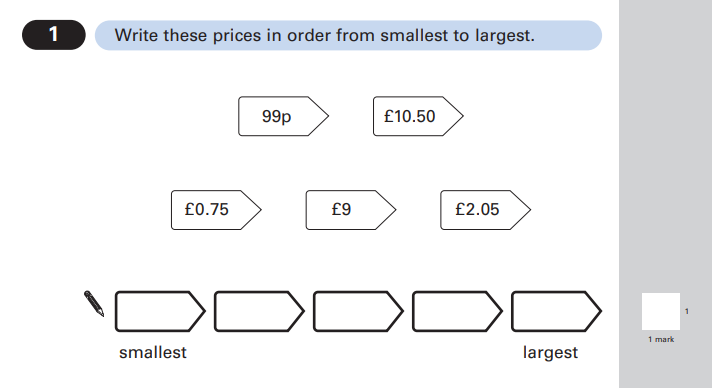 1 Write these prices in order from smallest to largest.
99p £10.50
£0.75 £9 £2.05
smallest largest
1
1 mark